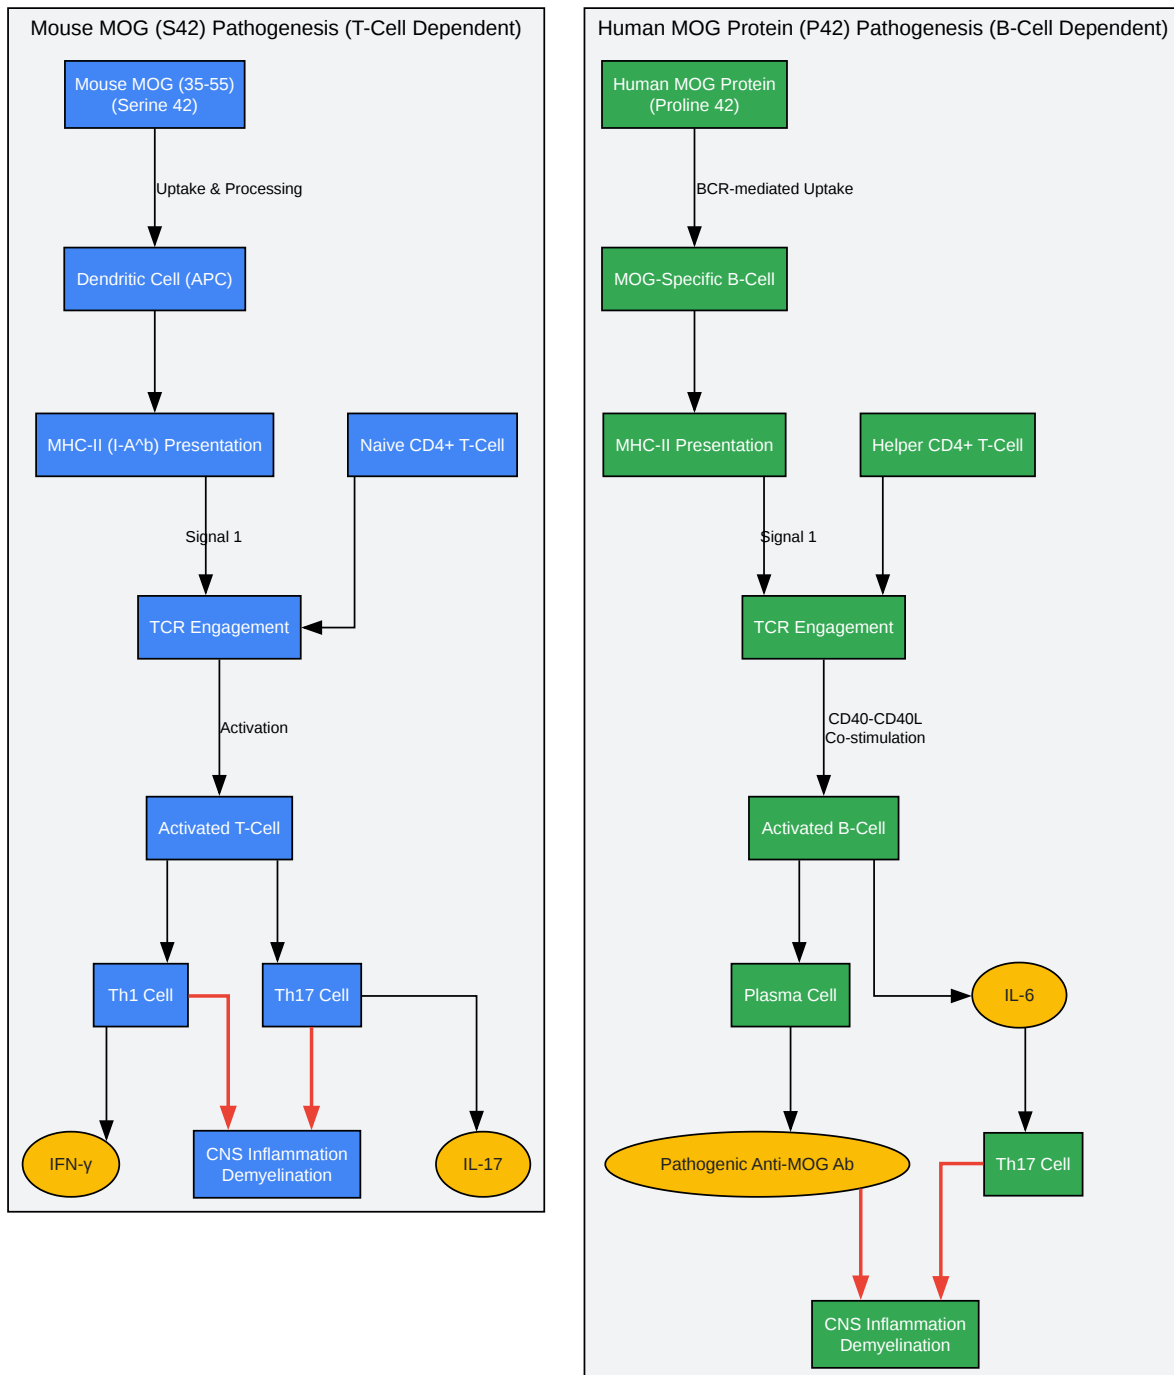 Mouse MOG (S42) Pathogenesis (T-Cell Dependent)
Mouse MOG (35-55)
(Serine 42)
Uptake & Processing
Dendritic Cell (APC)
MHC-II (I-A^b) Presentation
Naive CD4+ T-Cell
Signal 1
TCR Engagement
Activation
Activated T-Cell
Th1 Cell
Th17 Cell
IFN-γ
CNS Inflammation
Demyelination
IL-17
Human MOG Protein (P42) Pathogenesis (B-Cell Dependent)
Human MOG Protein
(Proline 42)
BCR-mediated Uptake
MOG-Specific B-Cell
MHC-II Presentation
Helper CD4+ T-Cell
Signal 1
TCR Engagement
CD40-CD40L
Co-stimulation
Activated B-Cell
Plasma Cell
IL-6
Pathogenic Anti-MOG Ab
Th17 Cell
CNS Inflammation
Demyelination